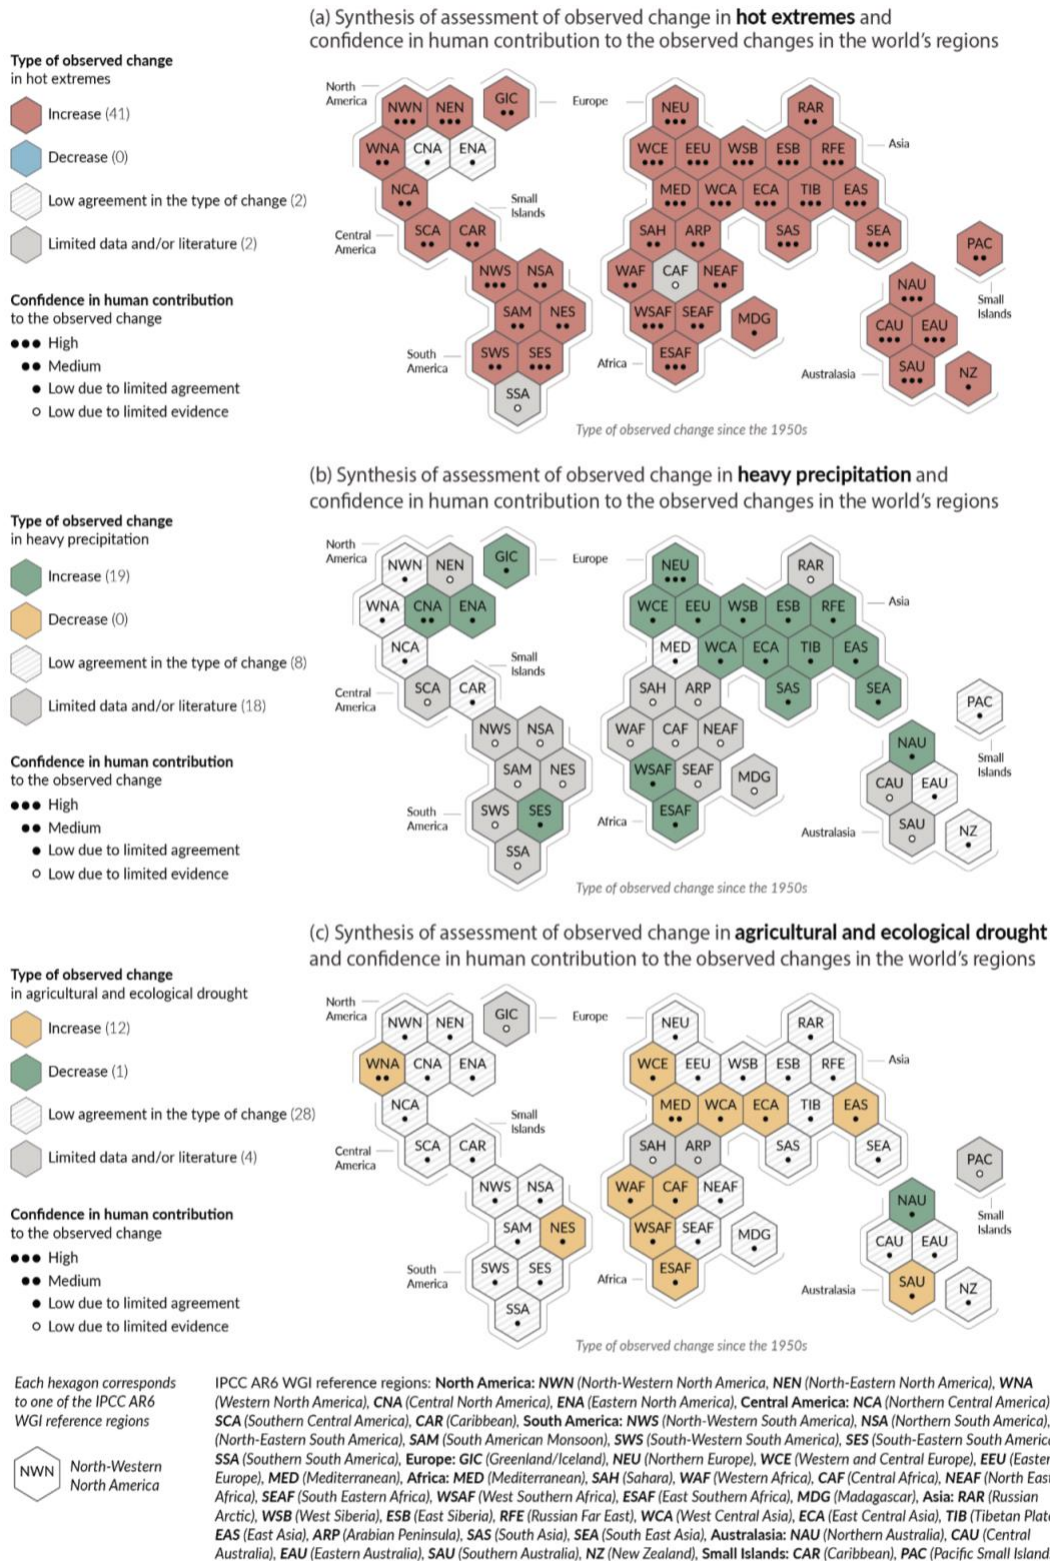 (a) Synthesis of assessment of observed change in hot extremes and
confidence in human contribution to the observed changes in the world's regions
Type of observed change
in hot extremes
Increase (41)
Decrease (0)
Low agreement in the type of change (2)
Limited data and/or literature (2)
Confidence in human contribution
to the observed change
High
Medium
Low due to limited agreement
Low due to limited evidence
North
America
GIC
Europe
NWN NEN
NEU
RAR
WNA CNA ENA
WCE EEU WSB ESB RFE
Asia
NCA
MED WCA ECA TIB EAS
Small
Islands
Central
America
SCA CAR
SAH ARP
SAS
SEA
PAC
NWS NSA
WAF CAF NEAF
NAU
Small
Islands
SAM NES
WSAF SEAF MDG
CAU EAU
South
America
SWS SES
Africa
ESAF
Australasia
SAU
NZ
SSA
Type of observed change since the 1950s
(b) Synthesis of assessment of observed change in heavy precipitation and
confidence in human contribution to the observed changes in the world's regions
Type of observed change
in heavy precipitation
Increase (19)
Decrease (0)
Low agreement in the type of change (8)
Limited data and/or literature (18)
Confidence in human contribution
to the observed change
High
Medium
Low due to limited agreement
Low due to limited evidence
North
America
GIC
Europe
NWN NEN
NEU
RAR
WNA CNA ENA
WCE EEU WSB ESB RFE
Asia
NCA
MED WCA ECA TIB EAS
Small
Islands
Central
America
SCA CAR
SAH ARP
SAS
SEA
PAC
NWS NSA
WAF CAF NEAF
NAU
Small
Islands
SAM NES
WSAF SEAF MDG
CAU EAU
South
America
SWS SES
Africa
ESAF
Australasia
SAU
NZ
SSA
Type of observed change since the 1950s
(c) Synthesis of assessment of observed change in agricultural and ecological drought
and confidence in human contribution to the observed changes in the world's regions
Type of observed change
in agricultural and ecological drought
Increase (12)
Decrease (1)
Low agreement in the type of change (28)
Limited data and/or literature (4)
Confidence in human contribution
to the observed change
High
Medium
Low due to limited agreement
Low due to limited evidence
North
America
GIC
Europe
NWN NEN
NEU
RAR
WNA CNA ENA
WCE EEU WSB ESB RFE
Asia
NCA
MED WCA ECA TIB EAS
Small
Islands
Central
America
SCA CAR
SAH ARP
SAS
SEA
PAC
NWS NSA
WAF CAF NEAF
NAU
Small
Islands
SAM NES
WSAF SEAF MDG
CAU EAU
South
America
SWS SES
Africa
ESAF
Australasia
SAU
NZ
SSA
Type of observed change since the 1950s
Each hexagon corresponds
to one of the IPCC AR6
WGI reference regions
NWN
North-Western
North America
IPCC AR6 WGI reference regions: North America: NWN (North-Western North America, NEN (North-Eastern North America), WNA
(Western North America), CNA (Central North America), ENA (Eastern North America), Central America: NCA (Northern Central America)
SCA (Southern Central America), CAR (Caribbean), South America: NWS (North-Western South America), NSA (Northern South America),
(North-Eastern South America), SAM (South American Monsoon), SWS (South-Western South America), SES (South-Eastern South America
SSA (Southern South America), Europe: GIC (Greenland/Iceland), NEU (Northern Europe), WCE (Western and Central Europe), EEU (Easter
Europe), MED (Mediterranean), Africa: MED (Mediterranean), SAH (Sahara), WAF (Western Africa), CAF (Central Africa), NEAF (North East
Africa), SEAF (South Eastern Africa), WSAF (West Southern Africa), ESAF (East Southern Africa), MDG (Madagascar), Asia: RAR (Russian
Arctic), WSB (West Siberia), ESB (East Siberia), RFE (Russian Far East), WCA (West Central Asia), ECA (East Central Asia), TIB (Tibetan Plat
EAS (East Asia), ARP (Arabian Peninsula), SAS (South Asia), SEA (South East Asia), Australasia: NAU (Northern Australia), CAU (Central
Australia), EAU (Eastern Australia), SAU (Southern Australia), NZ (New Zealand), Small Islands: CAR (Caribbean), PAC (Pacific Small Island